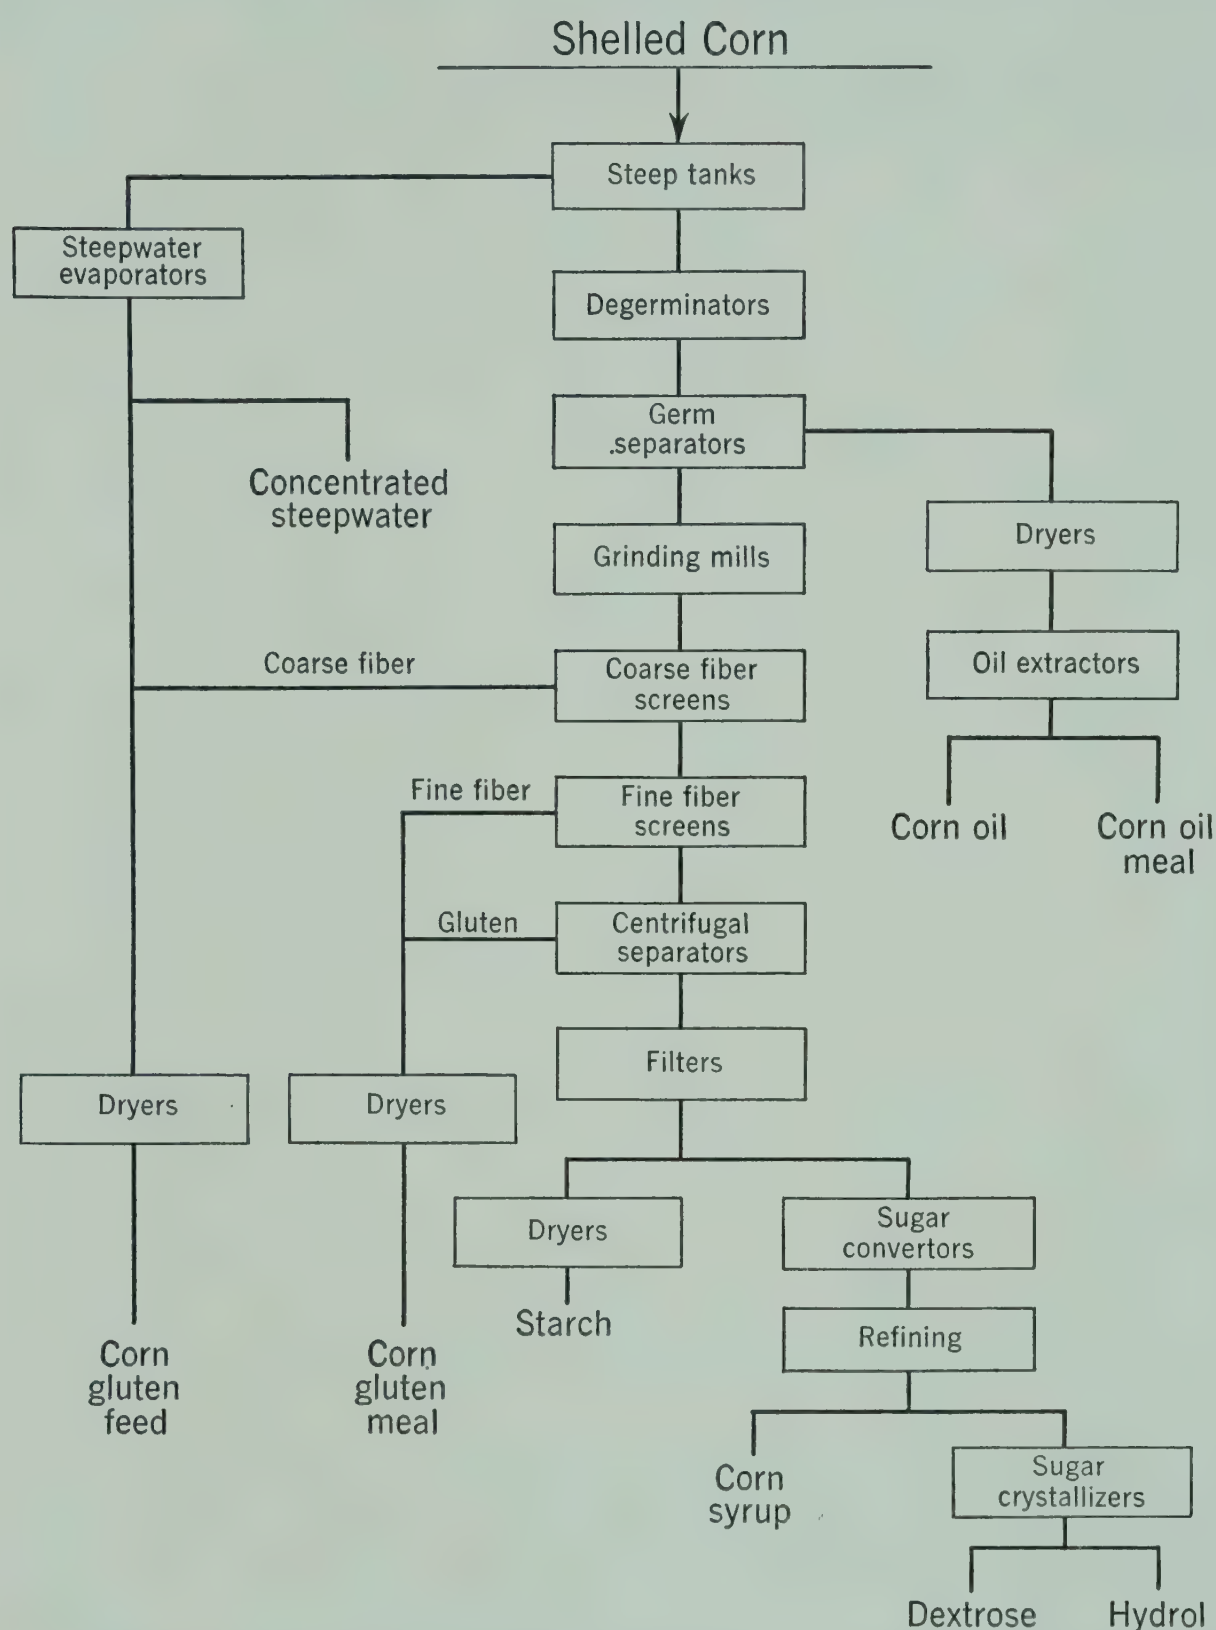 Shelled Corn
Steep tanks
Steepwater
evaporators
Degerminators
Germ
.separators
Concentrated
steepwater
Dryers
Grinding mills
Coarse fiber
Coarse fiber
screens
Oil extractors
Fine fiber
Fine fiber
screens
Corn oil
Corn oil
meal
Gluten
Centrifugal
separators
Filters
Dryers
Dryers
Dryers
Sugar
convertors
Starch
Refining
Corn
gluten
feed
Corn
gluten
meal
Corn
syrup
Sugar
crystallizers
Dextrose
Hydrol